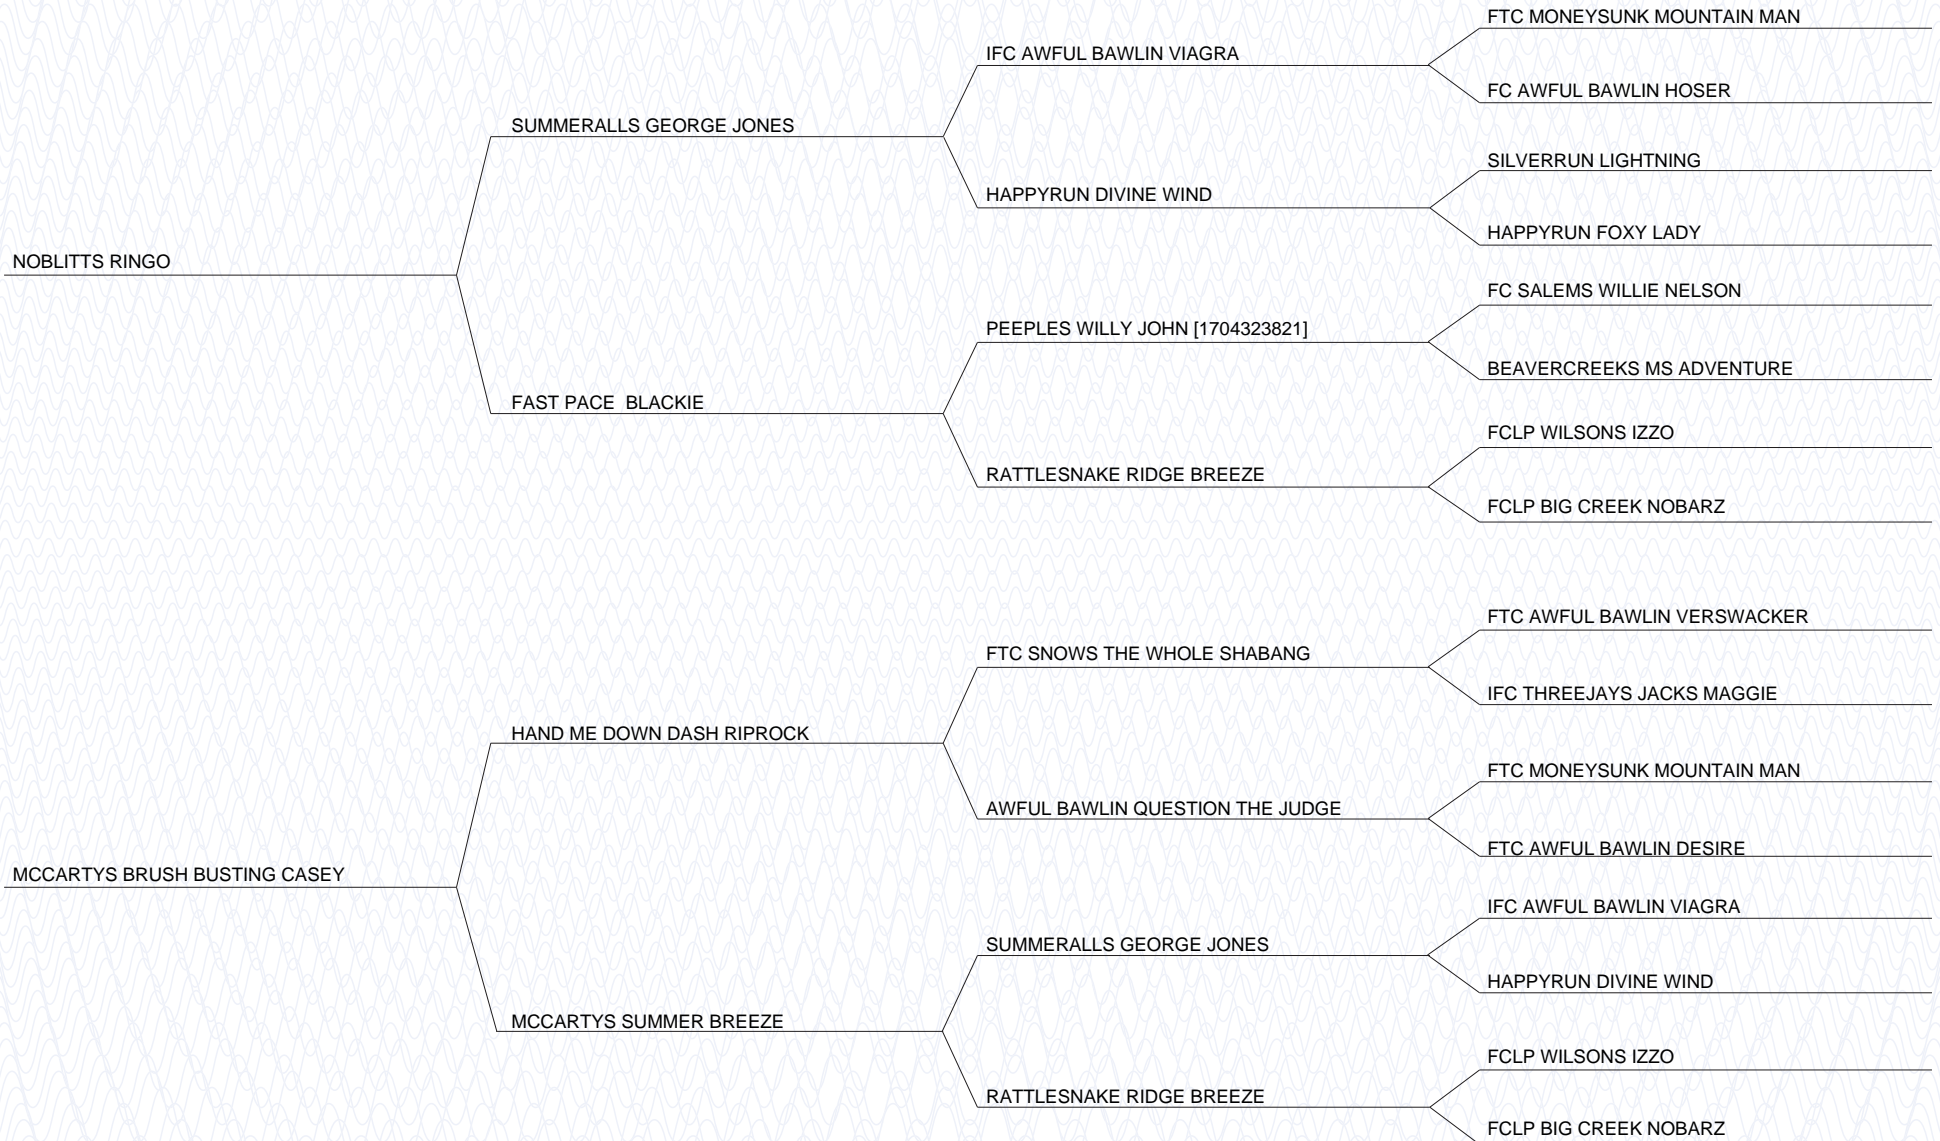 FTC MONEYSUNK MOUNTAIN MAN
IFC AWFUL BAWLIN VIAGRA
FC AWFUL BAWLIN HOSER
SUMMERALLS GEORGE JONES
SILVERRUN LIGHTNING
HAPPYRUN DIVINE WIND
HAPPYRUN FOXY LADY
NOBLITTS RINGO
FC SALEMS WILLIE NELSON
PEEPLES WILLY JOHN [1704323821]
BEAVERCREEKS MS ADVENTURE
FAST PACE  BLACKIE
FCLP WILSONS IZZO
RATTLESNAKE RIDGE BREEZE
FCLP BIG CREEK NOBARZ
FTC AWFUL BAWLIN VERSWACKER
FTC SNOWS THE WHOLE SHABANG
IFC THREEJAYS JACKS MAGGIE
HAND ME DOWN DASH RIPROCK
FTC MONEYSUNK MOUNTAIN MAN
AWFUL BAWLIN QUESTION THE JUDGE
FTC AWFUL BAWLIN DESIRE
MCCARTYS BRUSH BUSTING CASEY
IFC AWFUL BAWLIN VIAGRA
SUMMERALLS GEORGE JONES
HAPPYRUN DIVINE WIND
MCCARTYS SUMMER BREEZE
FCLP WILSONS IZZO
RATTLESNAKE RIDGE BREEZE
FCLP BIG CREEK NOBARZ